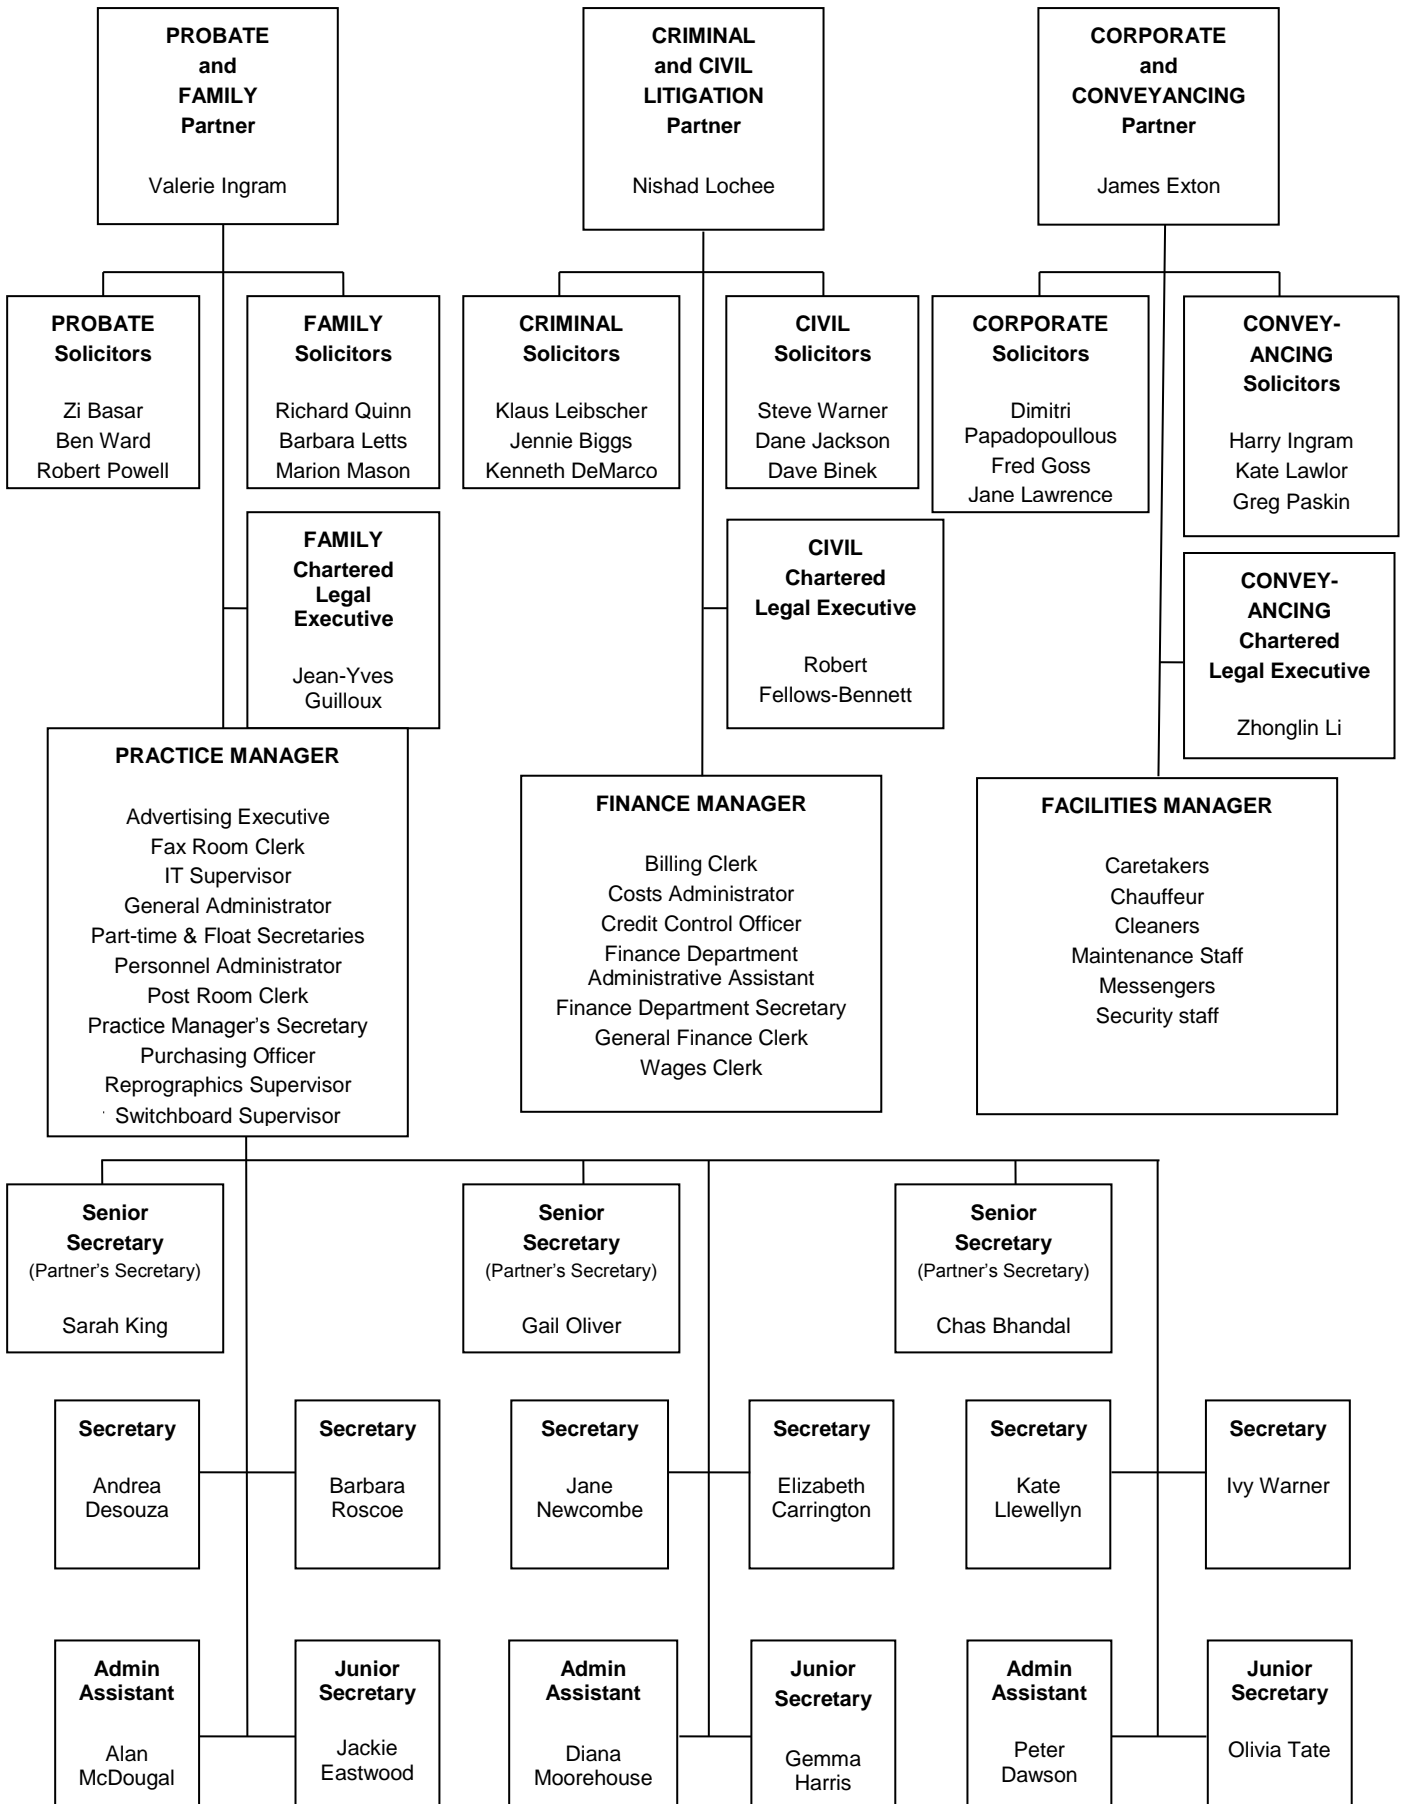 PROBATE
and
FAMILY
Partner
Valerie Ingram
CRIMINAL
and CIVIL
LITIGATION
Partner
Nishad Lochee
CORPORATE
and
CONVEYANCING
Partner
James Exton
PROBATE
Solicitors
Zi Basar
Ben Ward
Robert Powell
FAMILY
Solicitors
Richard Quinn
Barbara Letts
Marion Mason
CRIMINAL
Solicitors
Klaus Leibscher
Jennie Biggs
Kenneth DeMarco
CIVIL
Solicitors
Steve Warner
Dane Jackson
Dave Binek
CORPORATE
Solicitors
Dimitri
Papadopoullous
Fred Goss
Jane Lawrence
CONVEY-
ANCING
Solicitors
Harry Ingram
Kate Lawlor
Greg Paskin
FAMILY
Chartered
Legal
Executive
Jean-Yves
Guilloux
CIVIL
Chartered
Legal Executive
Robert
Fellows-Bennett
CONVEY-
ANCING
Chartered
Legal Executive
Zhonglin Li
PRACTICE MANAGER
Advertising Executive
Fax Room Clerk
IT Supervisor
General Administrator
Part-time & Float Secretaries
Personnel Administrator
Post Room Clerk
Practice Manager’s Secretary
Purchasing Officer
Reprographics Supervisor
Switchboard Supervisor
FINANCE MANAGER
Billing Clerk
Costs Administrator
Credit Control Officer
Finance Department
Administrative Assistant
Finance Department Secretary
General Finance Clerk
Wages Clerk
FACILITIES MANAGER
Caretakers
Chauffeur
Cleaners
Maintenance Staff
Messengers
Security staff
Senior
Secretary
(Partner’s Secretary)
Sarah King
Senior
Secretary
(Partner’s Secretary)
Gail Oliver
Senior
Secretary
(Partner’s Secretary)
Chas Bhandal
Secretary
Andrea
Desouza
Secretary
Barbara
Roscoe
Secretary
Jane
Newcombe
Secretary
Elizabeth
Carrington
Secretary
Kate
Llewellyn
Secretary
Ivy Warner
Admin
Assistant
Alan
McDougal
Junior
Secretary
Jackie
Eastwood
Admin
Assistant
Diana
Moorehouse
Junior
Secretary
Gemma
Harris
Admin
Assistant
Peter
Dawson
Junior
Secretary
Olivia Tate